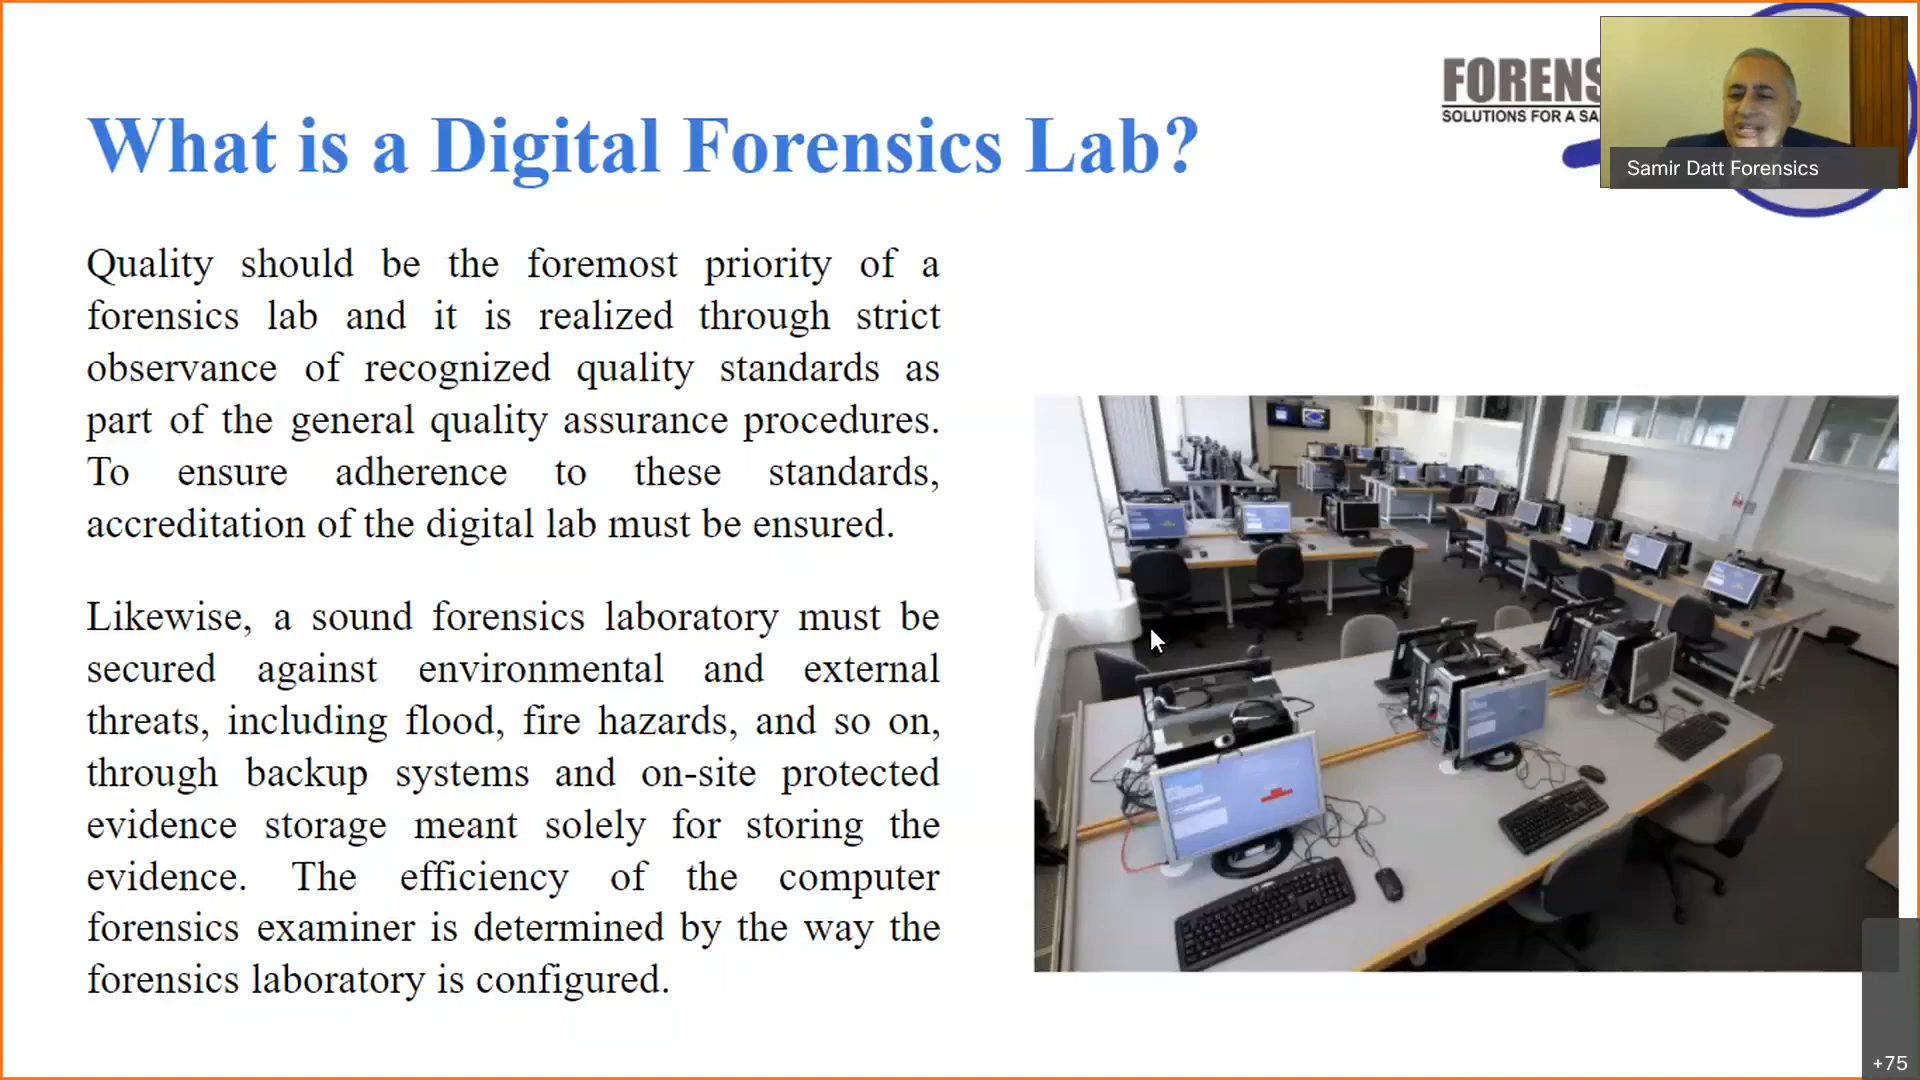 What is a Digital Forensics Lab?
FORENS
SOLUTIONS FOR A SA
Samir Datt Forensics
Quality should be the foremost priority of a
forensics lab and it is realized through strict
observance of recognized quality standards as
part of the general quality assurance procedures.
To ensure adherence to these standards,
accreditation of the digital lab must be ensured.
Likewise, a sound forensics laboratory must be
secured against environmental and external
threats, including flood, fire hazards, and so on,
through backup systems and on-site protected
evidence storage meant solely for storing the
evidence. The efficiency of the computer
forensics examiner is determined by the way the
forensics laboratory is configured.
+75